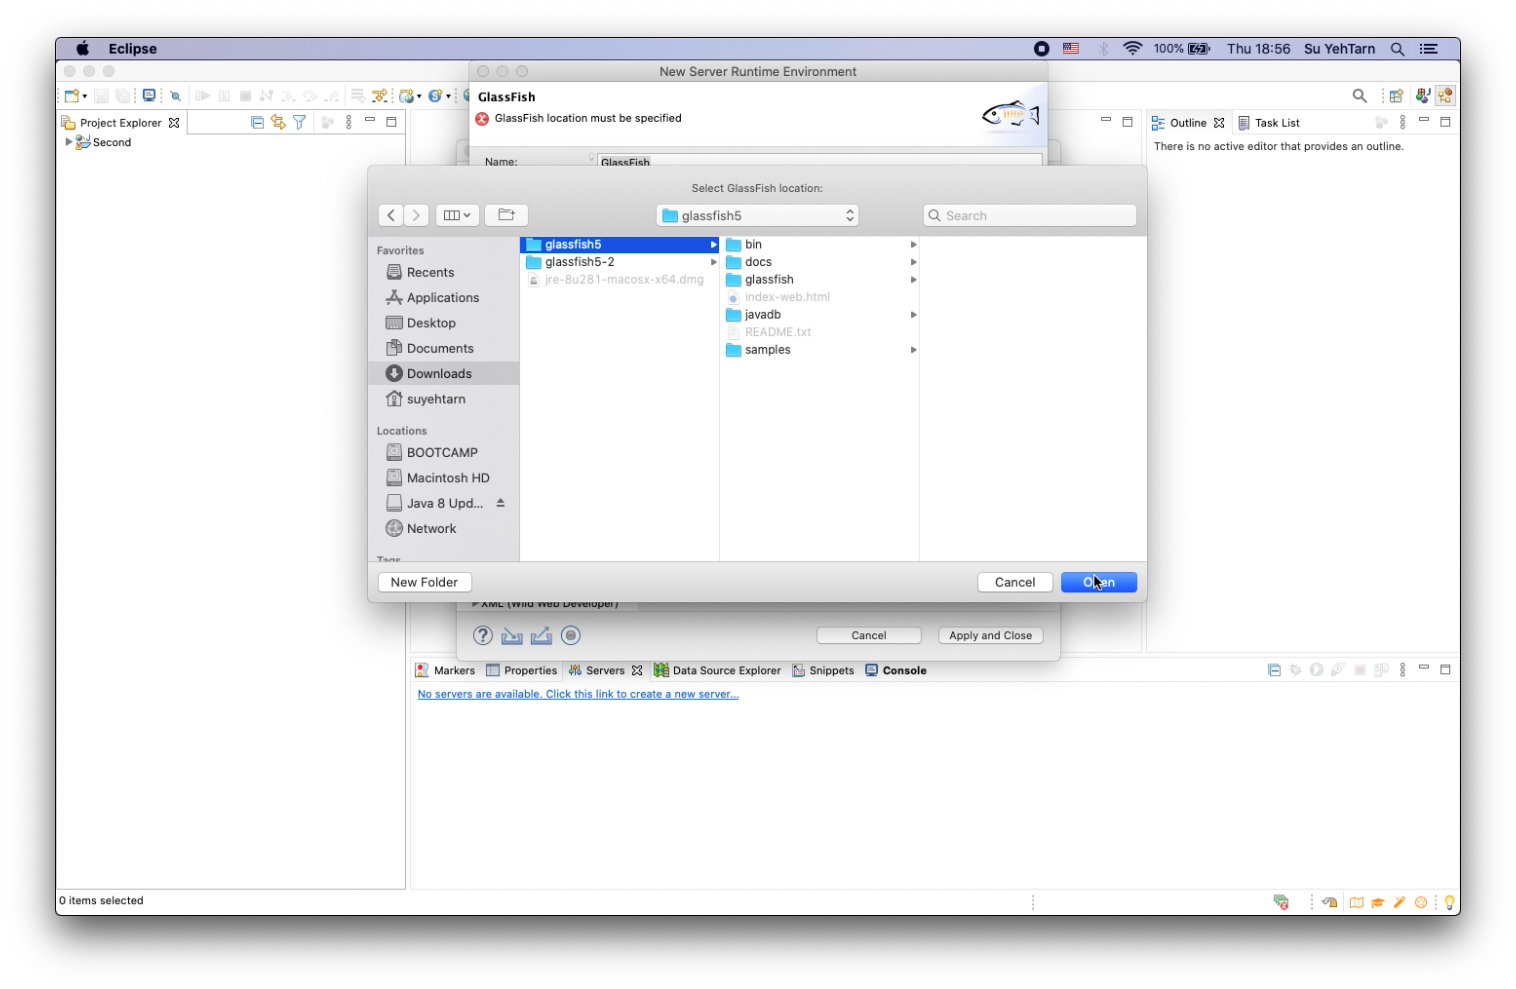 Eclipse
100%
Thu 18:56
Su YehTarn
New Server Runtime Environment
GlassFish
GlassFish location must be specified
Name:
GlassFish
Project Explorer
Second
Outline
Task List
There is no active editor that provides an outline.
Select GlassFish location:
glassfish5
Search
Favorites
Recents
Applications
Desktop
Documents
Downloads
suyehtarn
Locations
BOOTCAMP
Macintosh HD
Java 8 Upd...
Network
Tags
glassfish5
glassfish5-2
jre-8u281-macosx-x64.dmg
bin
docs
glassfish
index-web.html
javadb
README.txt
samples
New Folder
Cancel
Open
XML (Wild Web Developer)
Cancel
Apply and Close
Markers
Properties
Servers
Data Source Explorer
Snippets
Console
No servers are available. Click this link to create a new server...
0 items selected